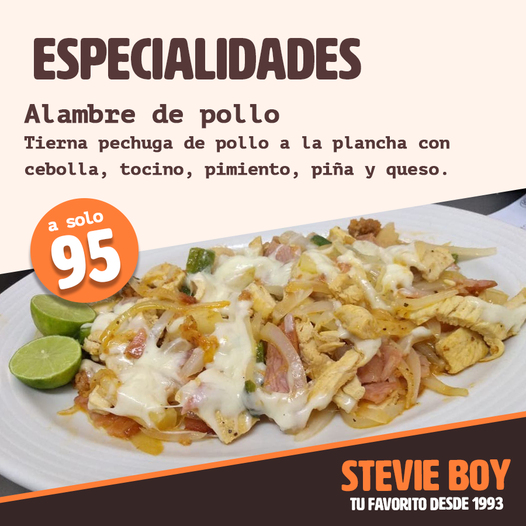 ESPECIALIDADES
Alambre de pollo
Tierna pechuga de pollo a la plancha con
cebolla, tocino, pimiento, piña y queso.
a solo
95
STEVIE BOY
TU FAVORITO DESDE 1993